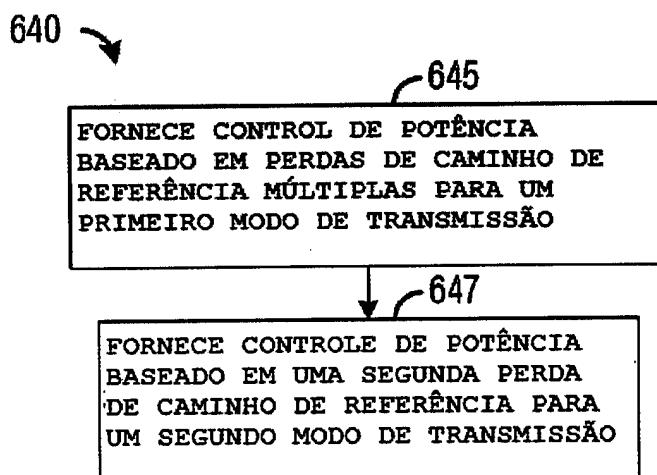 640
645
FORNECE CONTROL DE POTÊNCIA
BASEADO EM PERDAS DE CAMINHO DE
REFERÊNCIA MÚLTIPLAS PARA UM
PRIMEIRO MODO DE TRANSMISSÃO
647
FORNECE CONTROLE DE POTÊNCIA
BASEADO EM UMA SEGUNDA PERDA
DE CAMINHO DE REFERÊNCIA PARA
UM SEGUNDO MODO DE TRANSMISSÃO